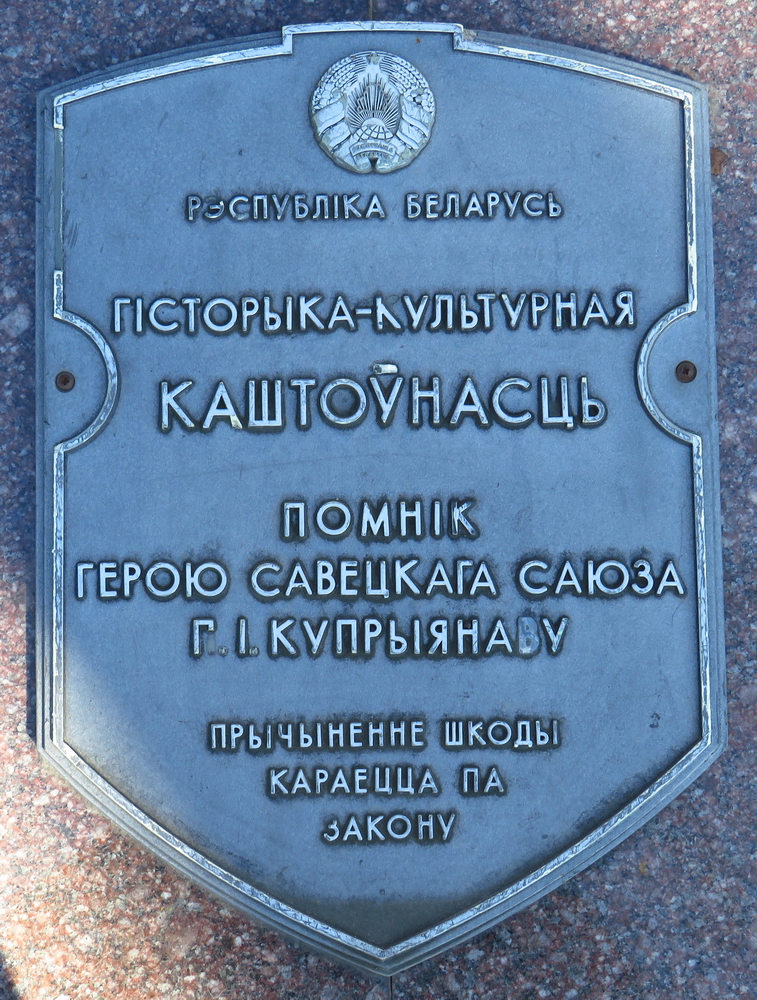 РЭСПУБЛІКА БЕЛАРУСЬ
ГІСТОРЫКА-КУЛЬТУРНАЯ
КАШТОЎНАСЦЬ
ПОМНІК
ГЕРОЮ САВЕЦКАГА САЮЗА
Г.І.КУПРЫЯНАВУ
ПРЫЧЫНЕННЕ ШКОДЫ
КАРАЕЦЦА ПА
ЗАКОНУ